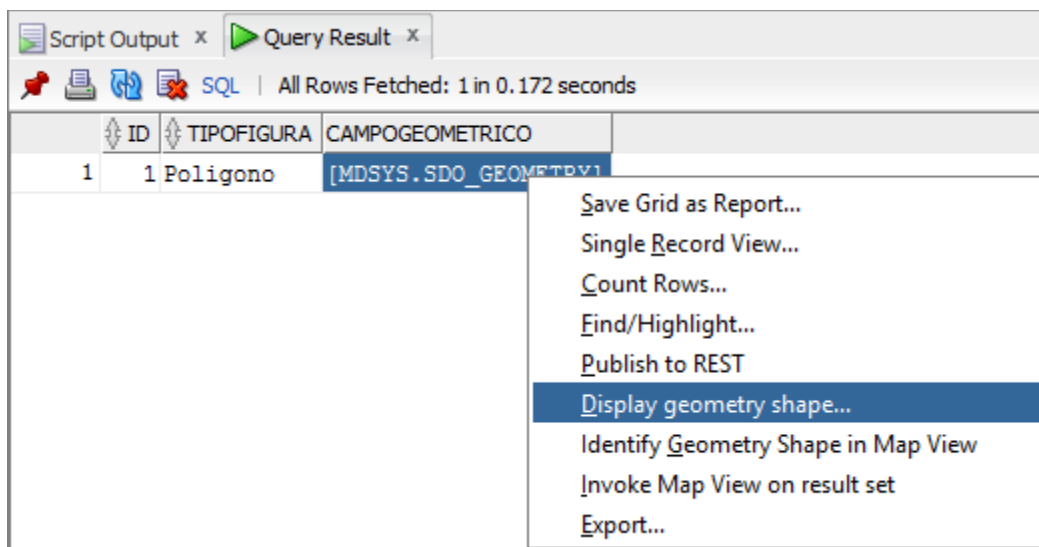 Script Output x Query Result x
SQL | All Rows Fetched: 1 in 0.172 seconds
ID TIPOFIGURA CAMPOGEOMETRICO
1 1 Poligono [MDSYS.SDO_GEOMETRY]
Save Grid as Report...
Single Record View...
Count Rows...
Find/Highlight...
Publish to REST
Display geometry shape...
Identify Geometry Shape in Map View
Invoke Map View on result set
Export...